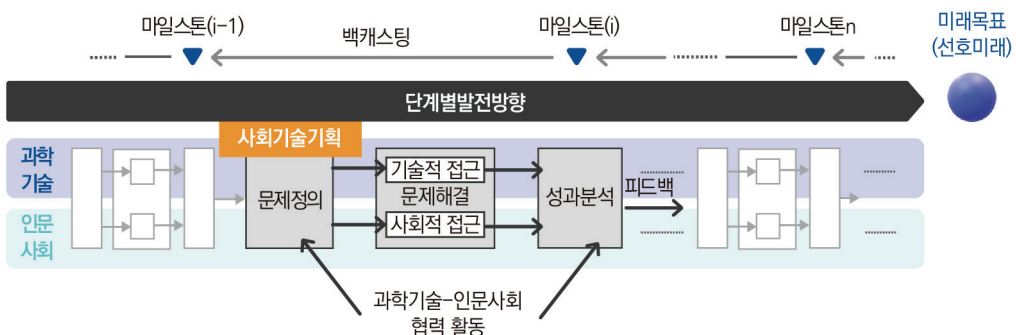 마일스톤(i-1)
백캐스팅
마일스톤(i)
마일스톤n
미래목표
(선호미래)
단계별발전방향
사회기술기획
과학
기술
인문
사회
문제정의
기술적 접근
문제해결
사회적 접근
성과분석
피드백
과학기술-인문사회
협력 활동